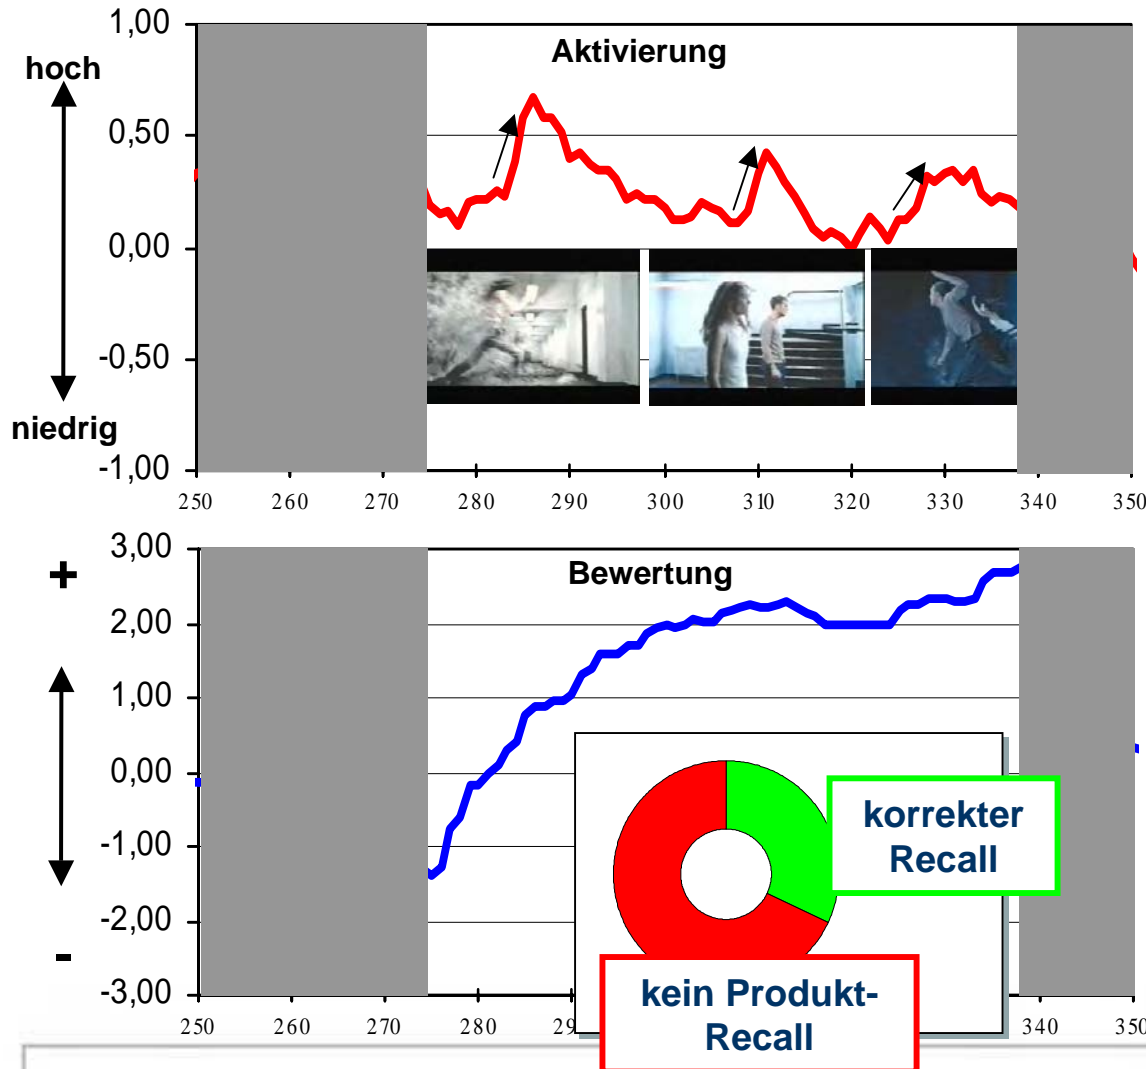 1,00
Aktivierung
hoch
0,50
0,00
-0,50
niedrig
-1,00
250 260 270 280 290 300 310 320 330 340 350
3,00
+
Bewertung
2,00
1,00
0,00
korrekter
Recall
-1,00
-2,00
-
kein Produkt-
Recall
-3,00
250 260 270 280 29 340 350